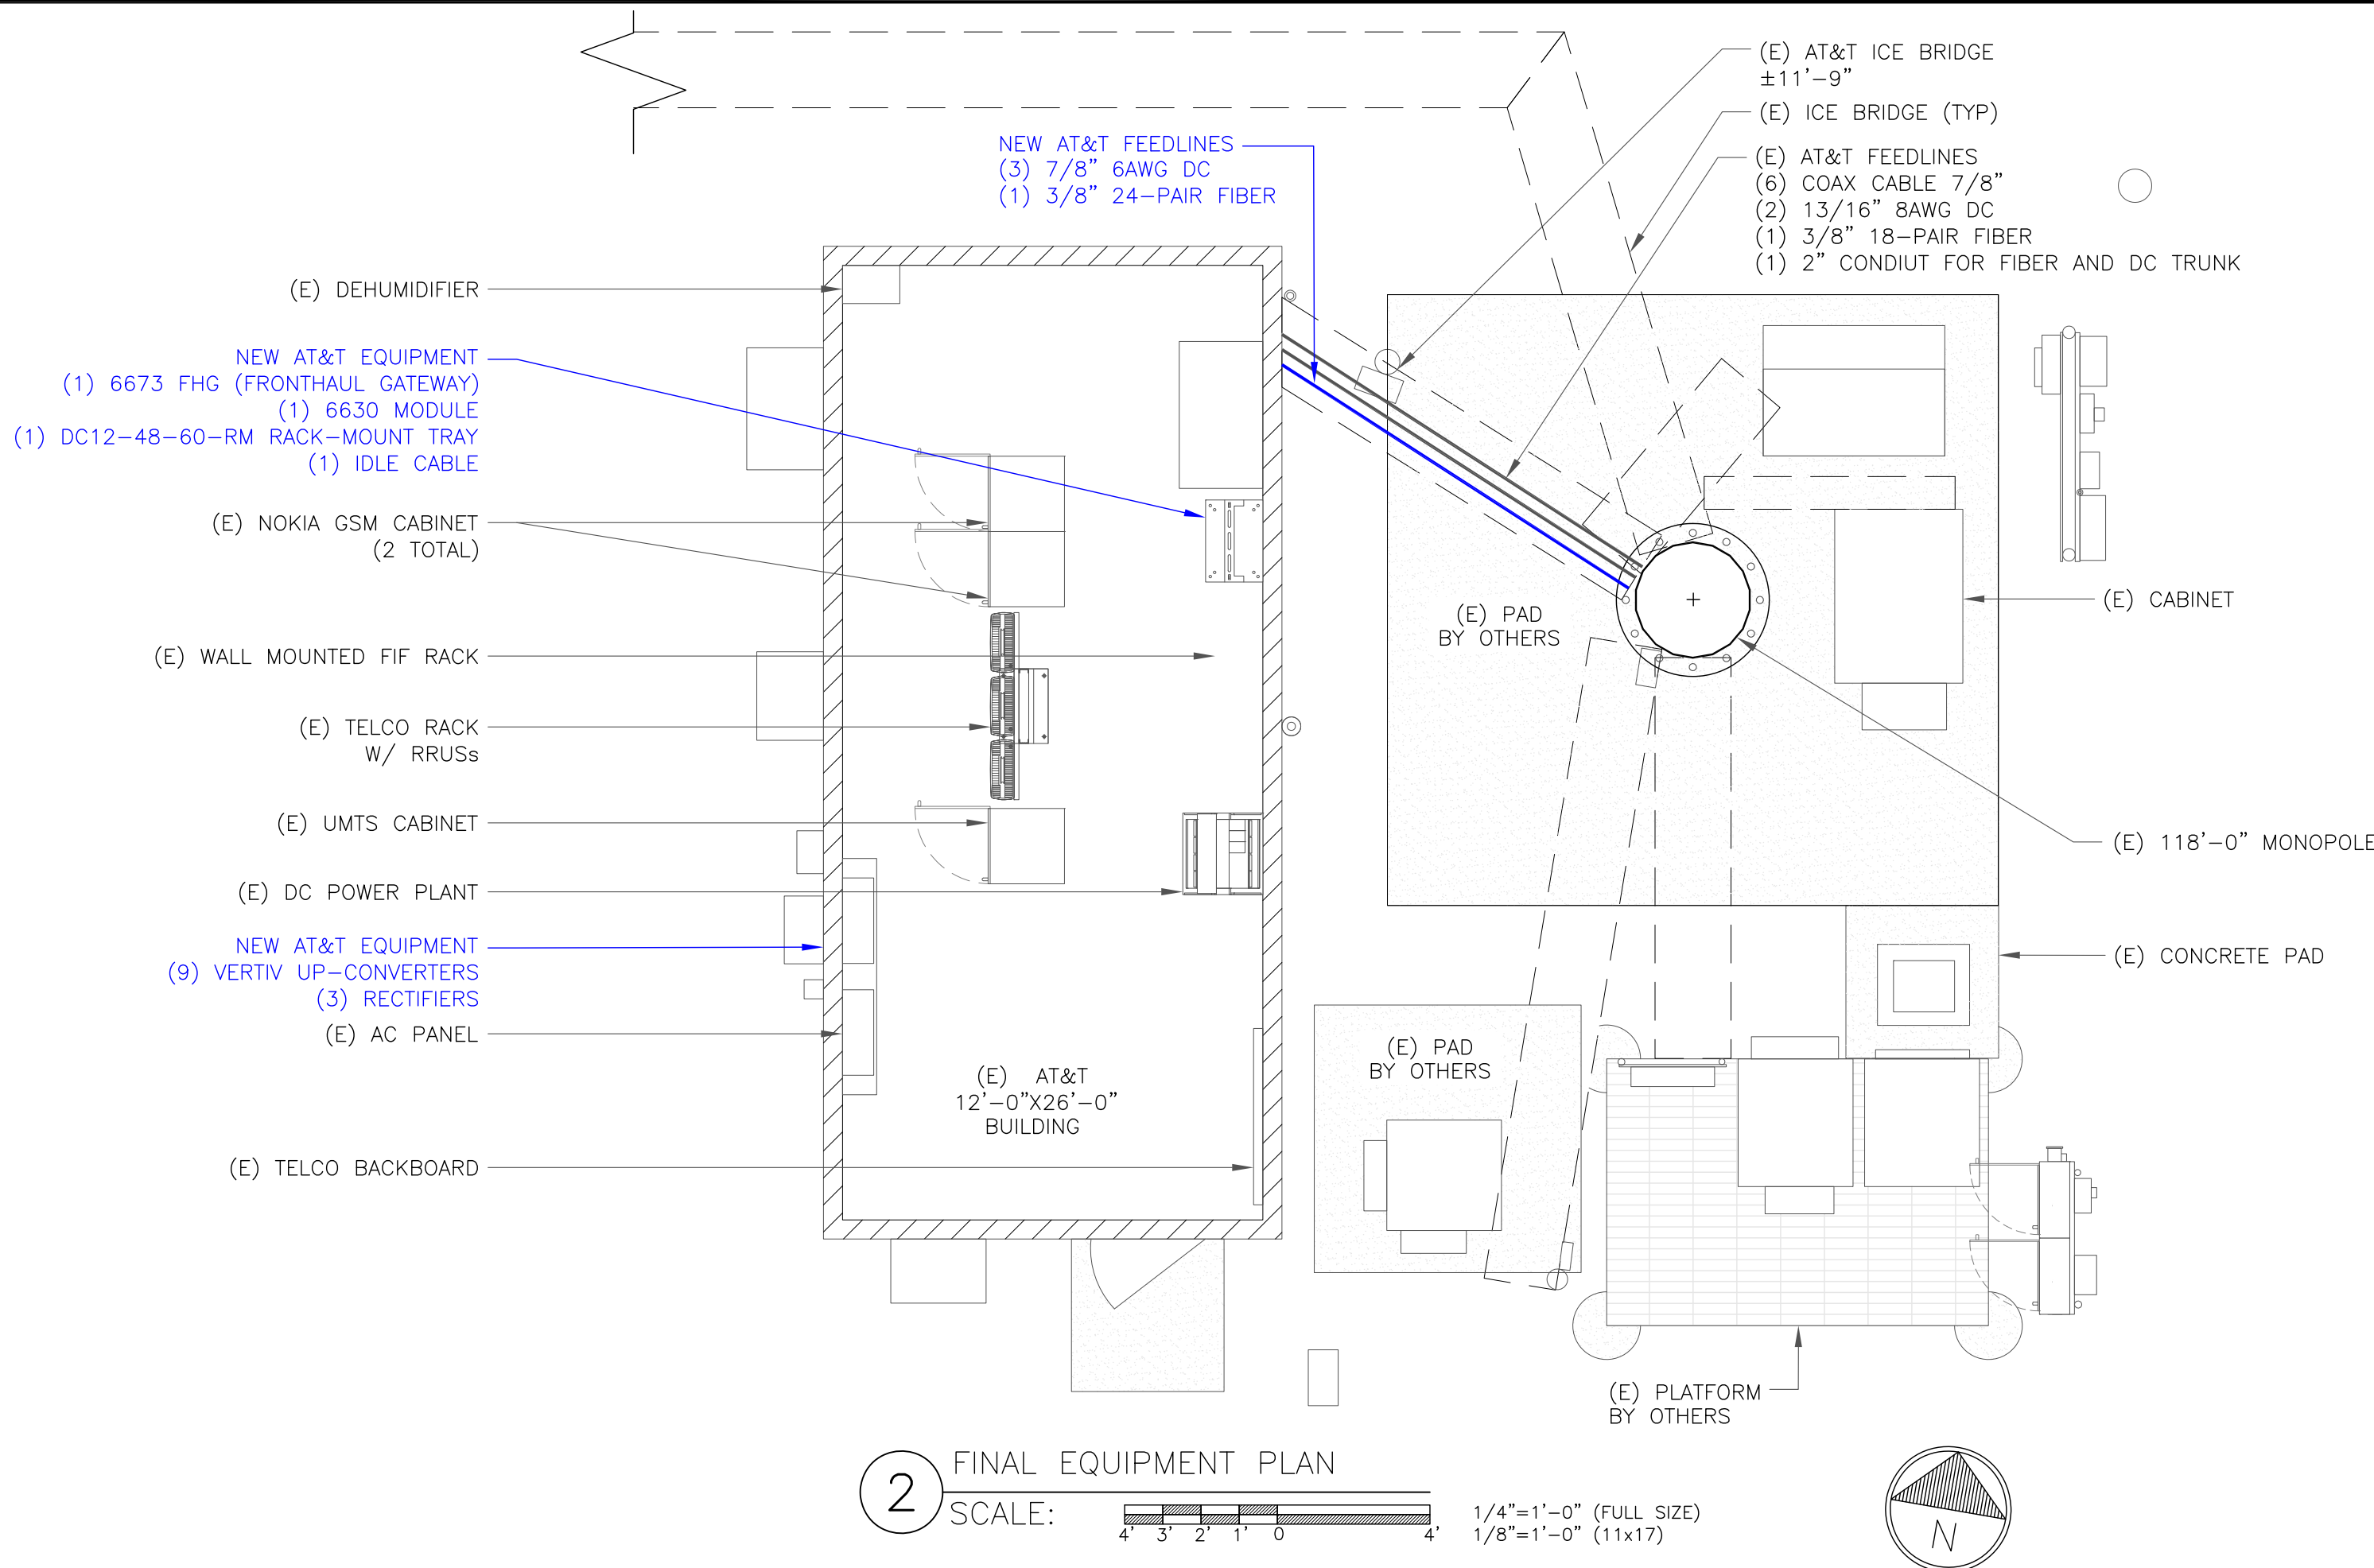 (E) AT&T ICE BRIDGE
±11'-9"
(E) ICE BRIDGE (TYP)
(E) AT&T FEEDLINES
(6) COAX CABLE 7/8"
(2) 13/16" 8AWG DC
(1) 3/8" 18-PAIR FIBER
(1) 2" CONDIUT FOR FIBER AND DC TRUNK
NEW AT&T FEEDLINES
(3) 7/8" 6AWG DC
(1) 3/8" 24-PAIR FIBER
(E) DEHUMIDIFIER
NEW AT&T EQUIPMENT
(1) 6673 FHG (FRONTHAUL GATEWAY)
(1) 6630 MODULE
(1) DC12-48-60-RM RACK-MOUNT TRAY
(1) IDLE CABLE
(E) NOKIA GSM CABINET
(2 TOTAL)
(E) WALL MOUNTED FIF RACK
(E) TELCO RACK
W/ RRUSs
(E) UMTS CABINET
(E) DC POWER PLANT
NEW AT&T EQUIPMENT
(9) VERTIV UP-CONVERTERS
(3) RECTIFIERS
(E) AC PANEL
(E) TELCO BACKBOARD
(E) AT&T
12'-0"X26'-0"
BUILDING
(E) PAD
BY OTHERS
(E) CABINET
(E) 118'-0" MONOPOLE
(E) CONCRETE PAD
(E) PAD
BY OTHERS
(E) PLATFORM
BY OTHERS
2
FINAL EQUIPMENT PLAN
SCALE:
4' 3' 2' 1' 0 4'
1/4"=1'-0" (FULL SIZE)
1/8"=1'-0" (11x17)
N